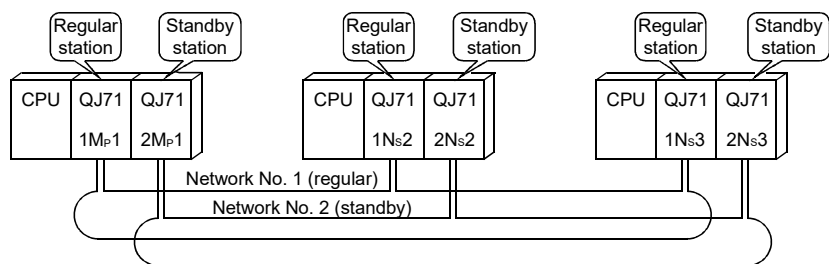 Regular station
Standby station
Regular station
Standby station
Regular station
Standby station
CPU
QJ71
1MP1
QJ71
2MP1
CPU
QJ71
1NS2
QJ71
2NS2
CPU
QJ71
1NS3
QJ71
2NS3
Network No. 1 (regular)
Network No. 2 (standby)